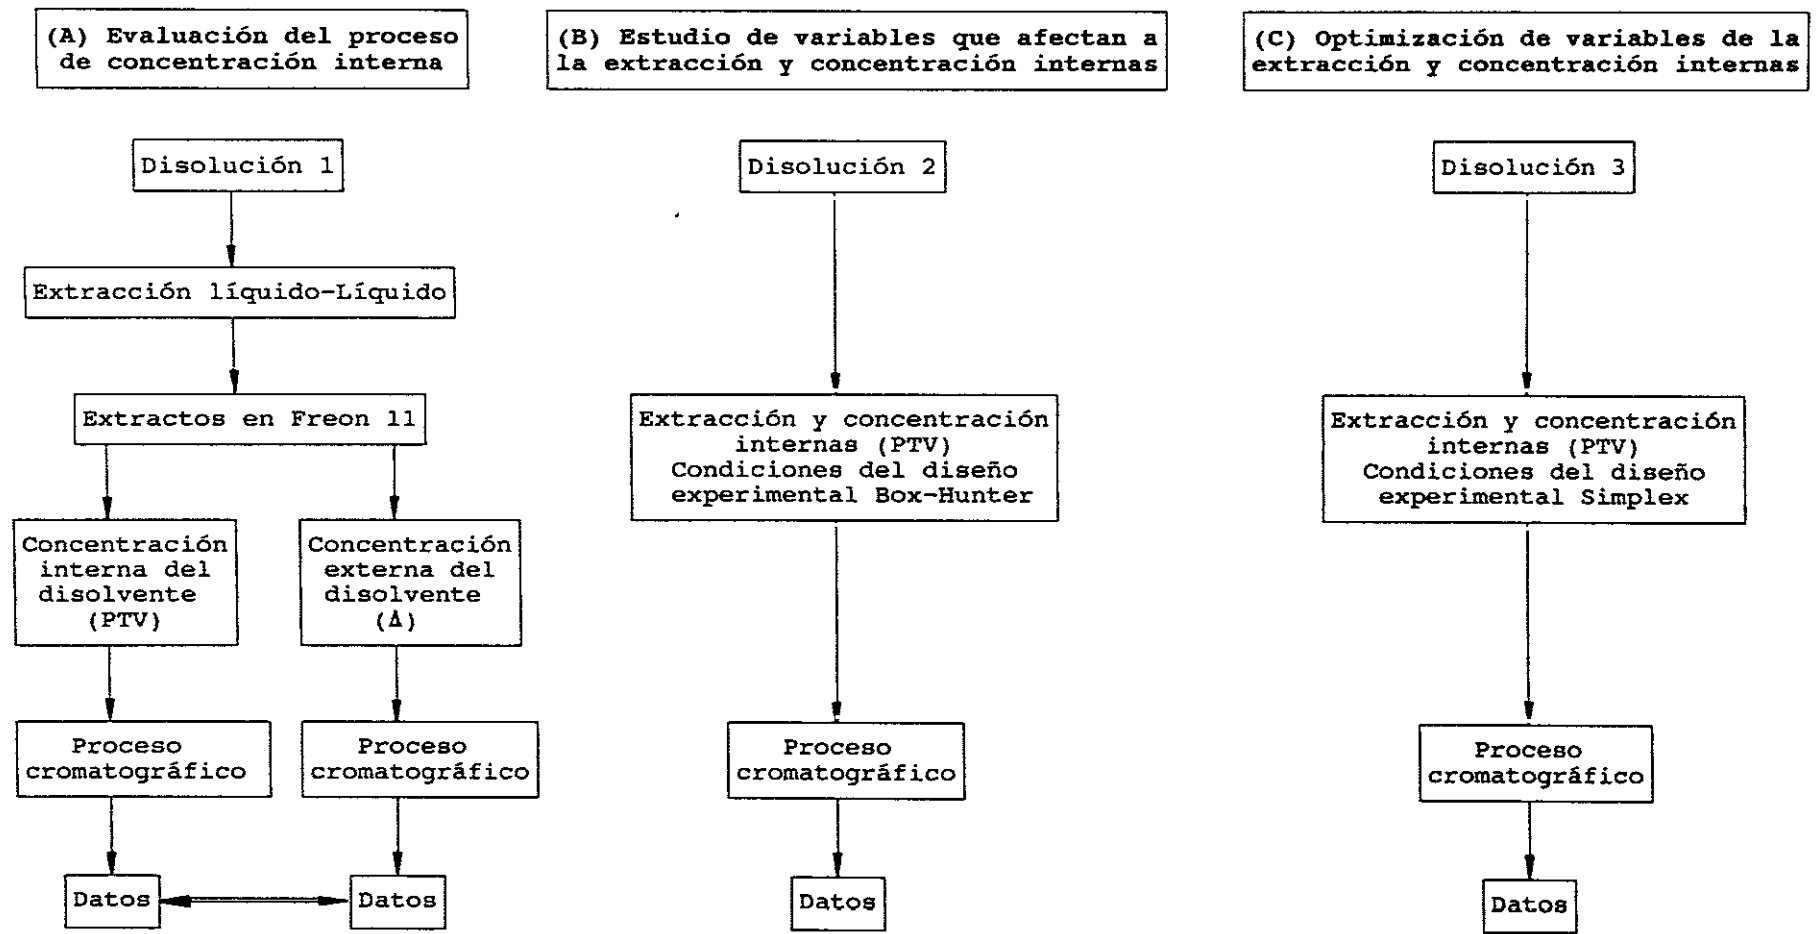 (A) Evaluación del proceso
de concentración interna
Disolución 1
Extracción líquido-Líquido
Extractos en Freon 11
Concentración
interna del
disolvente
(PTV)
Concentración
externa del
disolvente
(Δ)
Proceso
cromatográfico
Proceso
cromatográfico
Datos
Datos
(B) Estudio de variables que afectan a
la extracción y concentración internas
Disolución 2
Extracción y concentración
internas (PTV)
Condiciones del diseño
experimental Box-Hunter
Proceso
cromatográfico
Datos
(C) Optimización de variables de la
extracción y concentración internas
Disolución 3
Extracción y concentración
internas (PTV)
Condiciones del diseño
experimental Simplex
Proceso
cromatográfico
Datos